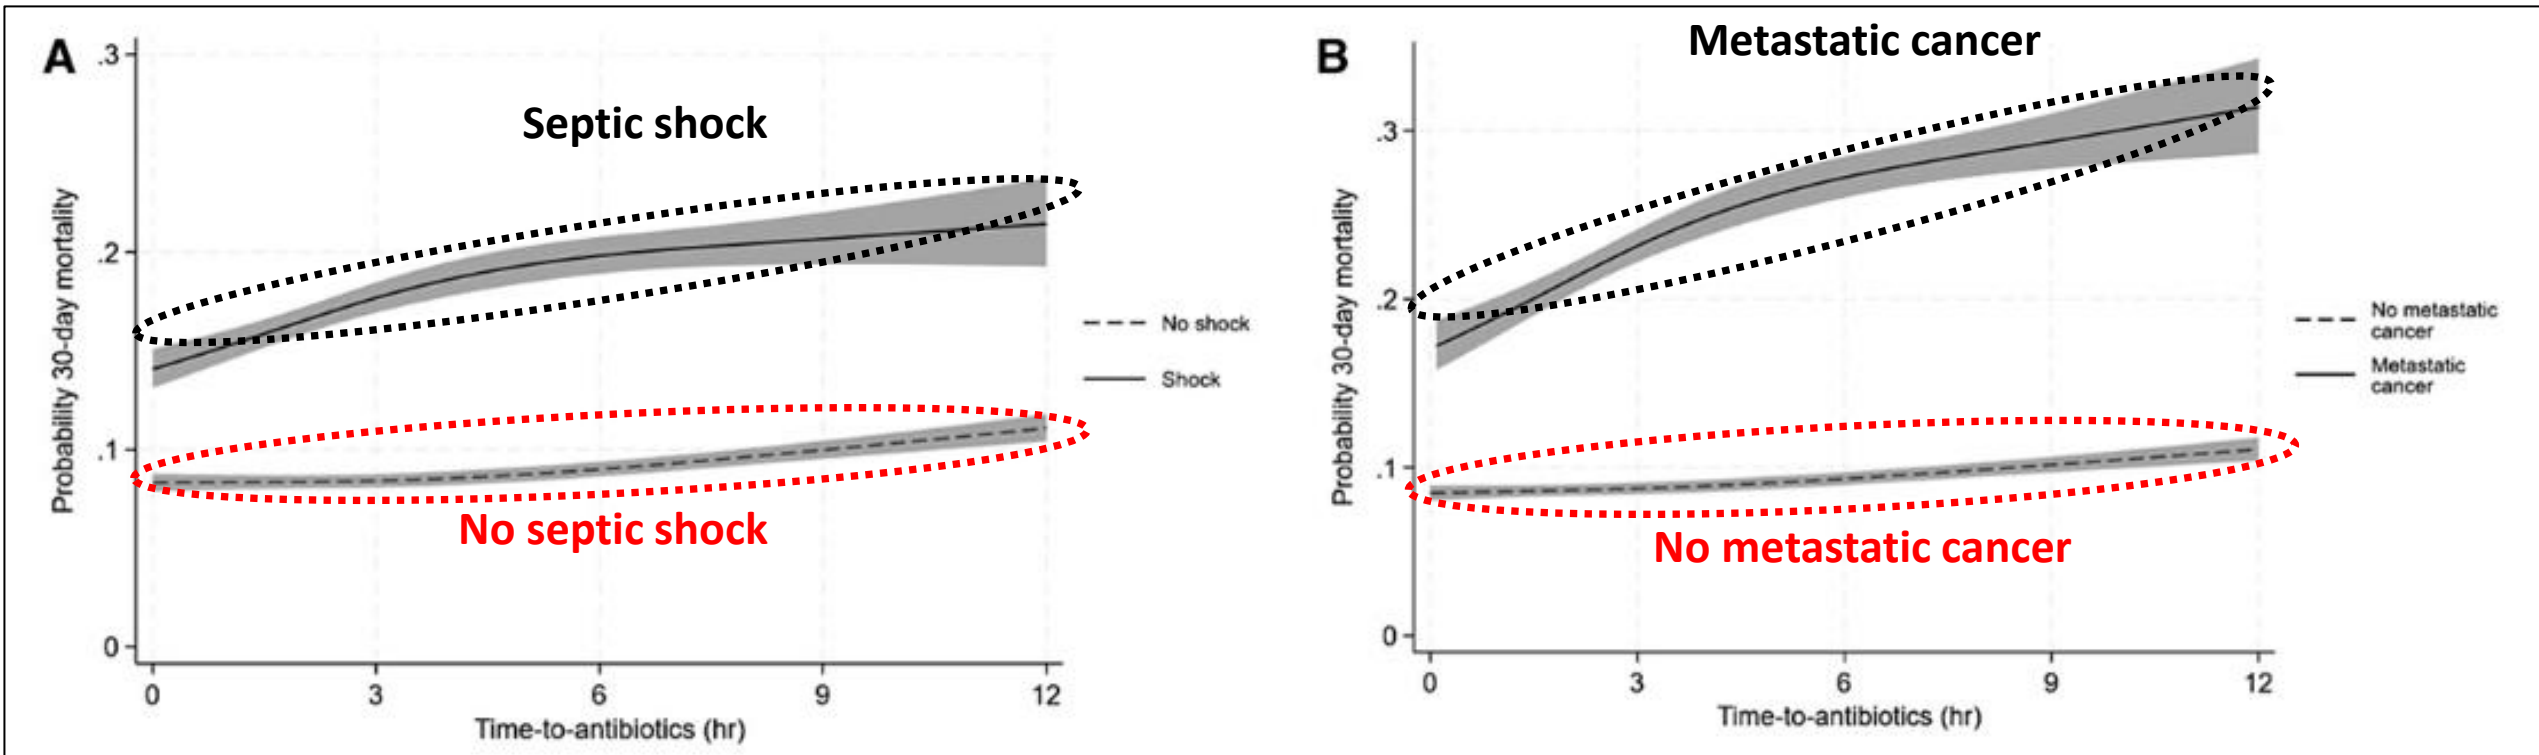 A
Septic shock
.3
.2
.1
0
Probability 30-day mortality
No septic shock
No shock
Shock
0 3 6 9 12
Time-to-antibiotics (hr)
B
Metastatic cancer
.3
.2
.1
0
Probability 30-day mortality
No metastatic cancer
No metastatic
cancer
Metastatic
cancer
0 3 6 9 12
Time-to-antibiotics (hr)